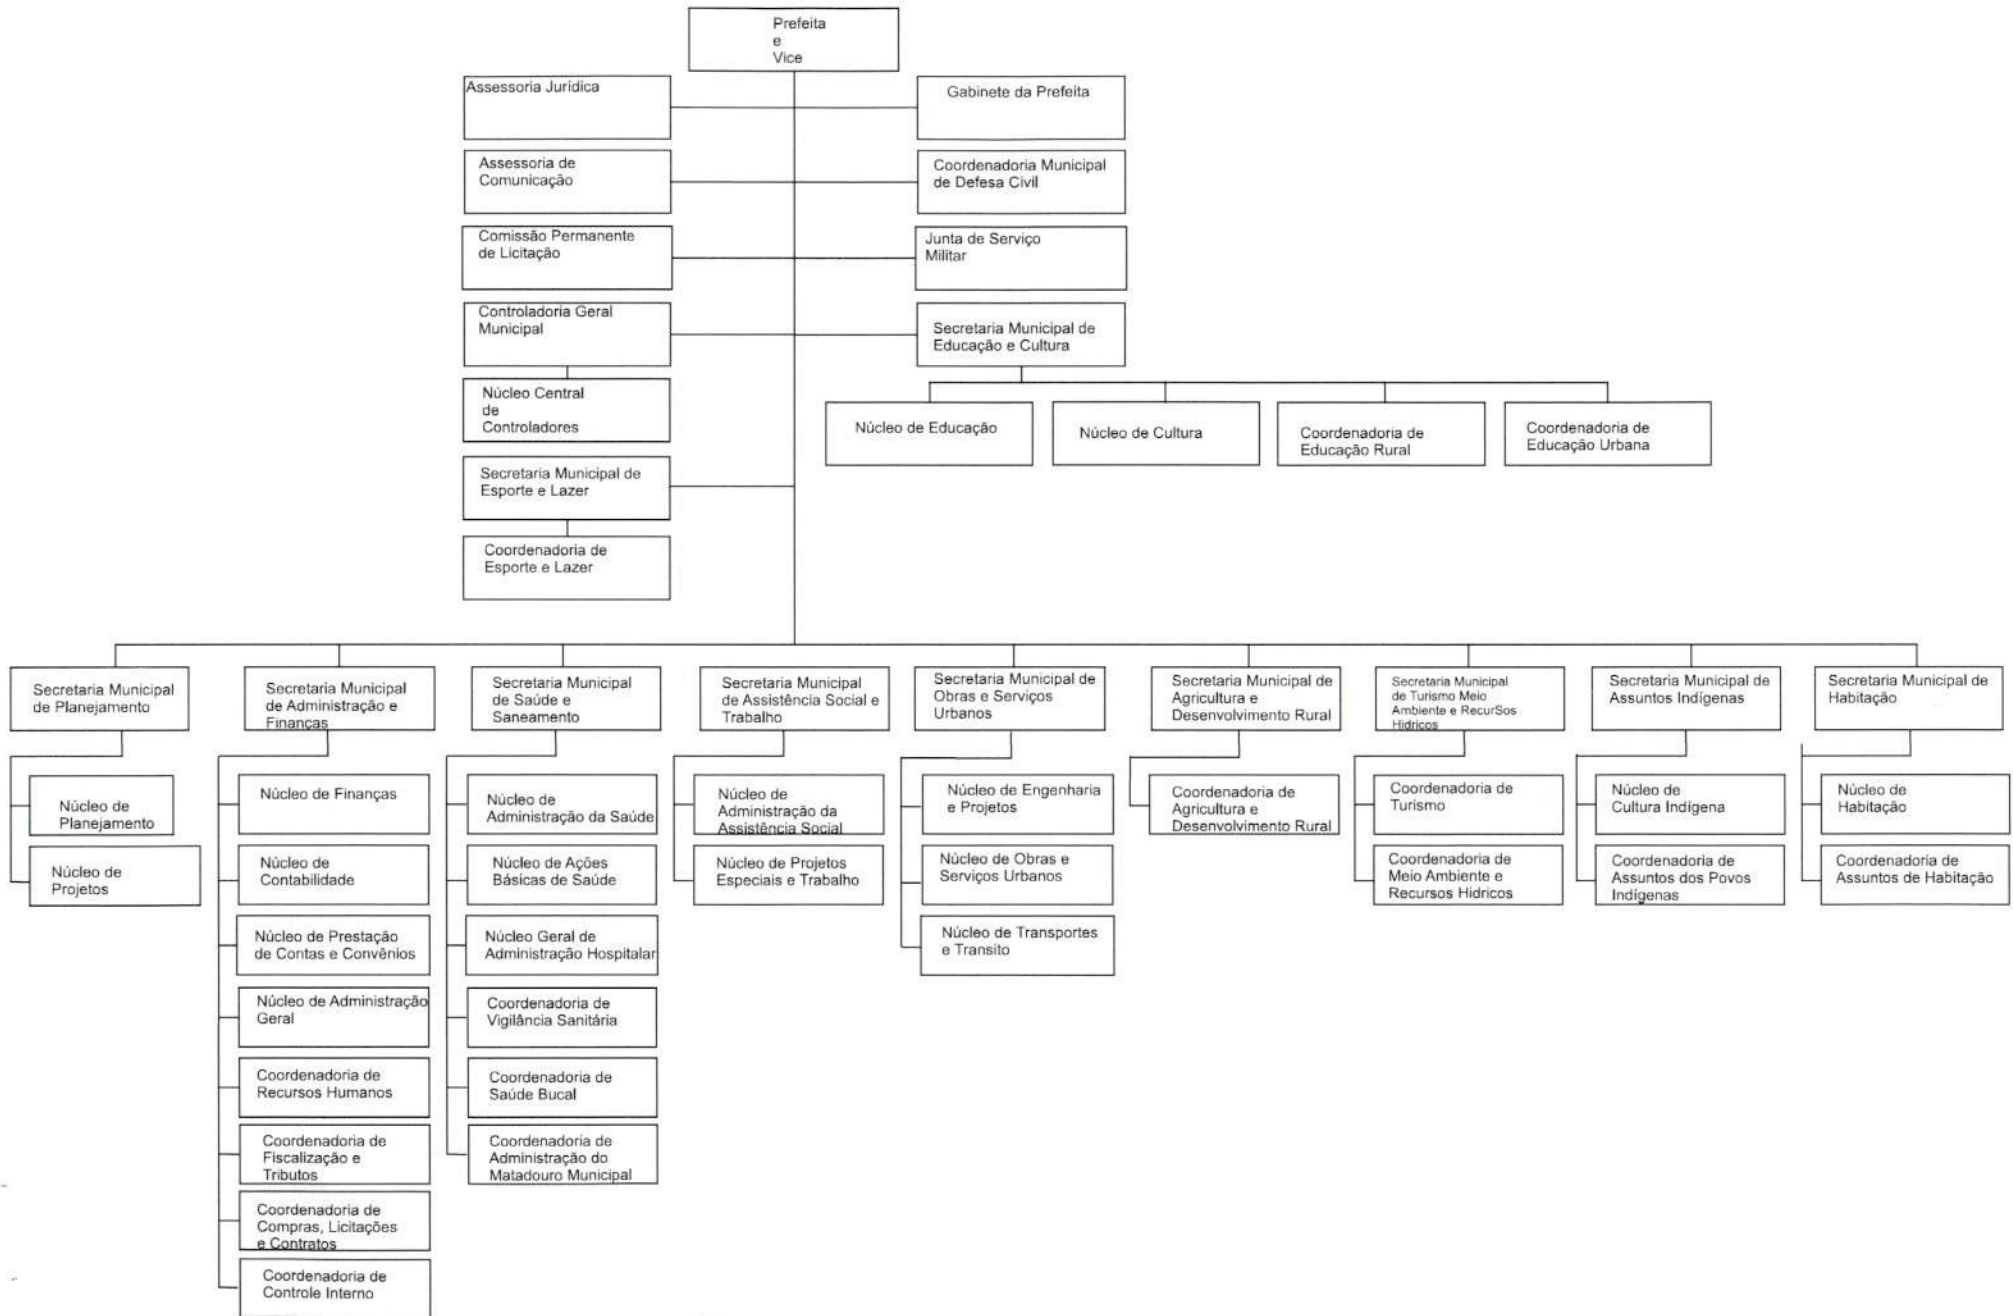 Prefeita
e
Vice
Assessoria Jurídica
Gabinete da Prefeita
Assessoria de
Comunicação
Coordenadoria Municipal
de Defesa Civil
Comissão Permanente
de Licitação
Junta de Serviço
Militar
Controladoria Geral
Municipal
Secretaria Municipal de
Educação e Cultura
Núcleo Central
de
Controladores
Núcleo de Educação
Núcleo de Cultura
Coordenadoria de
Educação Rural
Coordenadoria de
Educação Urbana
Secretaria Municipal de
Esporte e Lazer
Coordenadoria de
Esporte e Lazer
Secretaria Municipal
de Planejamento
Núcleo de
Planejamento
Núcleo de
Projetos
Secretaria Municipal
de Administração e
Finanças
Núcleo de Finanças
Núcleo de
Contabilidade
Núcleo de Prestação
de Contas e Convênios
Núcleo de Administração
Geral
Coordenadoria de
Recursos Humanos
Coordenadoria de
Fiscalização e
Tributos
Coordenadoria de
Compras, Licitações
e Contratos
Coordenadoria de
Controle Interno
Secretaria Municipal
de Saúde e
Saneamento
Núcleo de
Administração da Saúde
Núcleo de Ações
Básicas de Saúde
Núcleo Geral de
Administração Hospitalar
Coordenadoria de
Vigilância Sanitária
Coordenadoria de
Saúde Bucal
Coordenadoria de
Administração do
Matadouro Municipal
Secretaria Municipal
de Assistência Social e
Trabalho
Núcleo de
Administração da
Assistência Social
Núcleo de Projetos
Especiais e Trabalho
Secretaria Municipal de
Obras e Serviços
Urbanos
Núcleo de Engenharia
e Projetos
Núcleo de Obras e
Serviços Urbanos
Núcleo de Transportes
e Transito
Secretaria Municipal de
Agricultura e
Desenvolvimento Rural
Coordenadoria de
Agricultura e
Desenvolvimento Rural
Secretaria Municipal
de Turismo Meio
Ambiente e RecurSos
Hidricos
Coordenadoria de
Turismo
Coordenadoria de
Meio Ambiente e
Recursos Hidricos
Secretaria Municipal de
Assuntos Indígenas
Núcleo de
Cultura Indígena
Coordenadoria de
Assuntos dos Povos
Indígenas
Secretaria Municipal de
Habitação
Núcleo de
Habitação
Coordenadoria de
Assuntos de Habitação